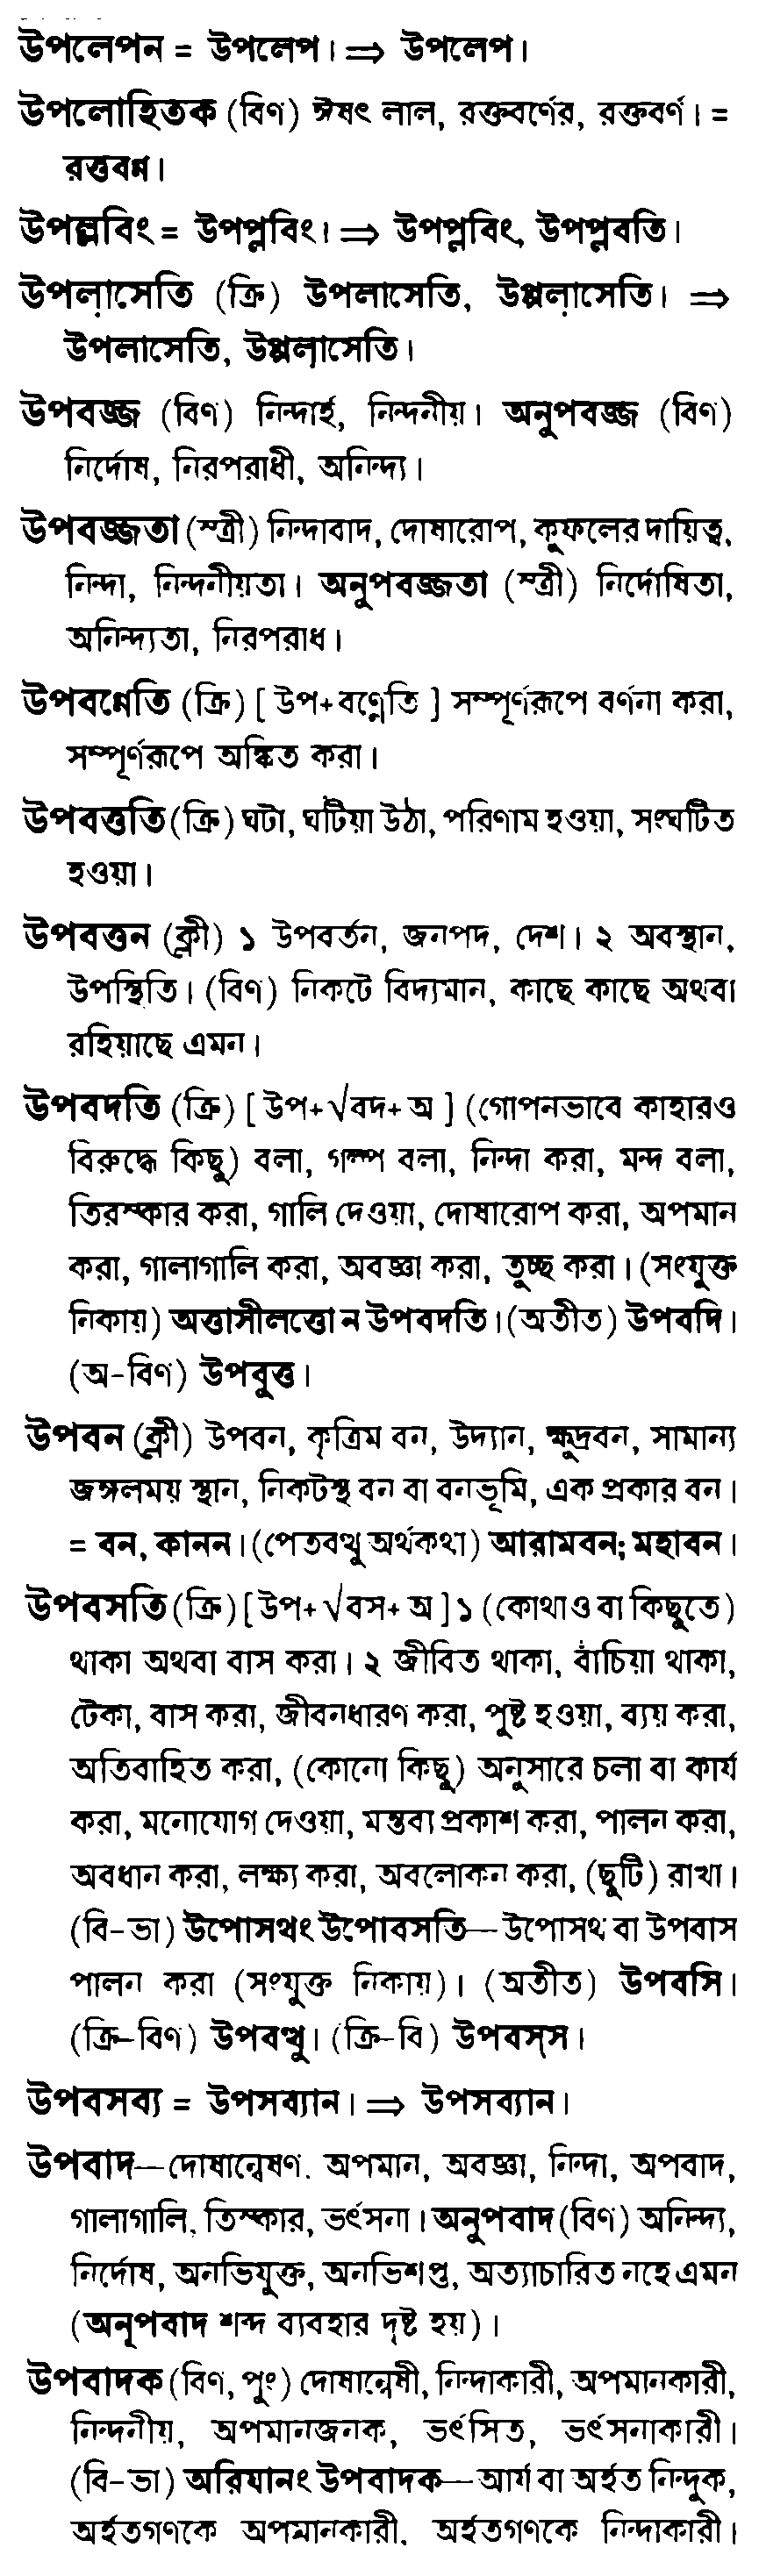 উপলেপন = উপলেপ। ⇒ উপলেপ।
উপলোহিতক (বিণ) ঈষৎ লাল, রক্তবর্ণের, রক্তবর্ণ। =
রত্তবন্ন।
উপল্লবিং = উপপ্লবিং। ⇒ উপপ্লবিং, উপপ্লবতি।
উপল়াসেতি (ক্রি) উপলাসেতি, উপ্পল়াসেতি। ⇒
উপলাসেতি, উপ্পল়াসেতি।
উপবজ্জ (বিণ) নিন্দার্হ, নিন্দনীয়। অনুপবজ্জ (বিণ)
নির্দোষ, নিরপরাধী, অনিন্দ্য।
উপবজ্জতা (স্ত্রী) নিন্দাবাদ, দোষারোপ, কুফলের দায়িত্ব,
নিন্দা, নিন্দনীয়তা। অনুপবজ্জতা (স্ত্রী) নির্দোষিতা,
অনিন্দ্যতা, নিরপরাধ।
উপবণ্ণেতি (ক্রি) [ উপ+বণ্ণেতি ] সম্পূর্ণরূপে বর্ণনা করা,
সম্পূর্ণরূপে অঙ্কিত করা।
উপবত্ততি (ক্রি) ঘটা, ঘটিয়া উঠা, পরিণাম হওয়া, সংঘটিত
হওয়া।
উপবত্তন (ক্লী) ১ উপবর্তন, জনপদ, দেশ। ২ অবস্থান,
উপস্থিতি। (বিণ) নিকটে বিদ্যমান, কাছে কাছে অথবা
রহিয়াছে এমন।
উপবদতি (ক্রি) [ উপ+√বদ+অ ] (গোপনভাবে কাহারও
বিরুদ্ধে কিছু) বলা, গল্প বলা, নিন্দা করা, মন্দ বলা,
তিরস্কার করা, গালি দেওয়া, দোষারোপ করা, অপমান
করা, গালাগালি করা, অবজ্ঞা করা, তুচ্ছ করা। (সংযুক্ত
নিকায়) অত্তাসীলত্তো ন উপবদতি। (অতীত) উপবদি।
(অ-বিণ) উপবুত্ত।
উপবন (ক্লী) উপবন, কৃত্রিম বন, উদ্যান, ক্ষুদ্রবন, সামান্য
জঙ্গলময় স্থান, নিকটস্থ বন বা বনভূমি, এক প্রকার বন।
= বন, কানন। (পেতবত্থু অর্থকথা) আরামবন; মহাবন।
উপবসতি (ক্রি) [ উপ+√বস+অ ] ১ (কোথাও বা কিছুতে)
থাকা অথবা বাস করা। ২ জীবিত থাকা, বাঁচিয়া থাকা,
টেকা, বাস করা, জীবনধারণ করা, পুষ্ট হওয়া, ব্যয় করা,
অতিবাহিত করা, (কোনো কিছু) অনুসারে চলা বা কার্য
করা, মনোযোগ দেওয়া, মন্তব্য প্রকাশ করা, পালন করা,
অবধান করা, লক্ষ্য করা, অবলোকন করা, (ছুটি) রাখা।
(বি-ভা) উপোসথং উপোবসতি—উপোসথ বা উপবাস
পালন করা (সংযুক্ত নিকায়)। (অতীত) উপবসি।
(ক্রি-বিণ) উপবত্থু। (ক্রি-বি) উপবস্স।
উপবসব্য = উপসব্যান। ⇒ উপসব্যান।
উপবাদ—দোষান্বেষণ. অপমান, অবজ্ঞা, নিন্দা, অপবাদ,
গালাগালি, তিস্কার, ভর্ৎসনা। অনুপবাদ (বিণ) অনিন্দ্য,
নির্দোষ, অনভিযুক্ত, অনভিশপ্ত, অত্যাচারিত নহে এমন
(অনূপবাদ শব্দ ব্যবহার দৃষ্ট হয়)।
উপবাদক (বিণ, পুং) দোষান্বেষী, নিন্দাকারী, অপমানকারী,
নিন্দনীয়, অপমানজনক, ভর্ৎসিত, ভর্ৎসনাকারী।
(বি-ভা) অরিযানং উপবাদক—আর্য বা অর্হত নিন্দুক,
অর্হতগণকে অপমানকারী, অর্হতগণকে নিন্দাকারী।